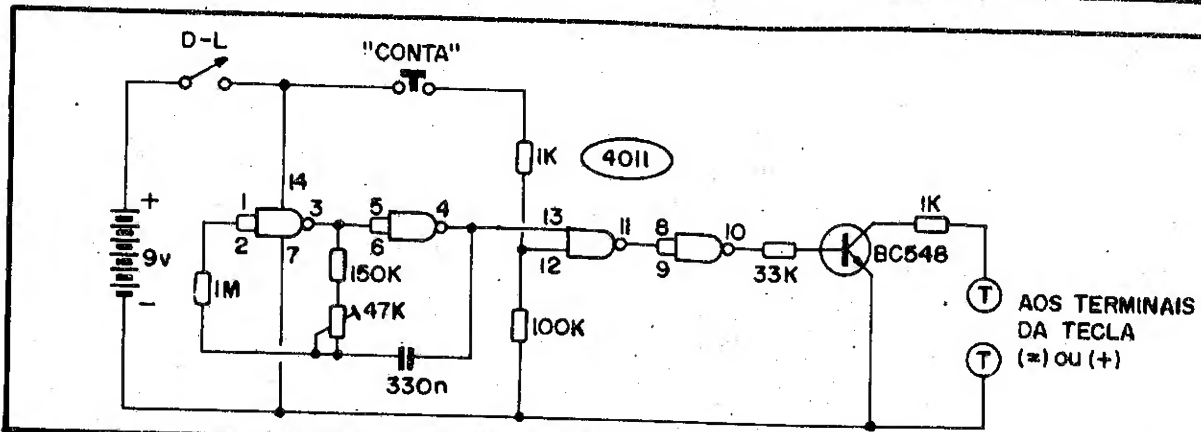 D-L
"CONTA"
1K
4011
14
1
2
3
5
6
4
13
12
11
8
9
10
1K
+
9v
-
7
150K
33K
BC548
1M
47K
100K
T
AOS TERMINAIS
DA TECLA
(=) ou (+)
T
330n